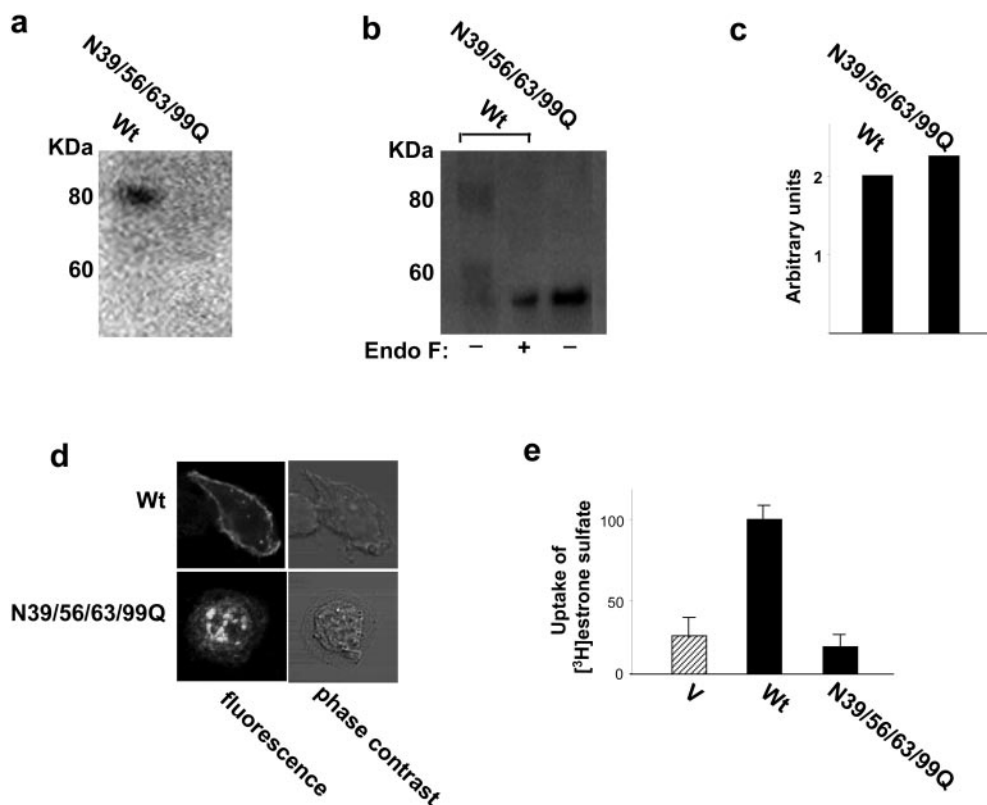 a
N39/56/63/99Q
Wt
KDa
80
60
b
N39/56/63/99Q
Wt
KDa
80
60
Endo F: – + –
c
N39/56/63/99Q
Wt
Arbitrary units
2
1
d
Wt
N39/56/63/99Q
fluorescence
phase contrast
e
Uptake of
[³H]estrone sulfate
100
50
0
V
Wt
N39/56/63/99Q